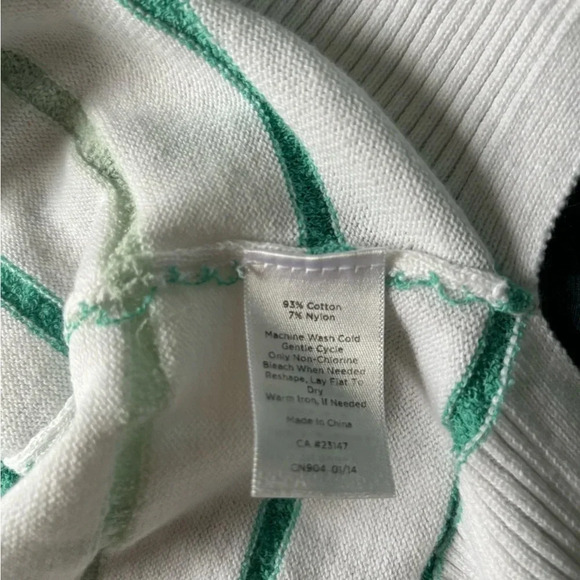 93% Cotton
7% Nylon
Machine Wash Cold
Gentle Cycle
Only Non-Chlorine
Bleach When Needed
Reshape, Lay Flat To
Dry
Warm Iron, If Needed
Made In China
CA #23147
CN904 01/14